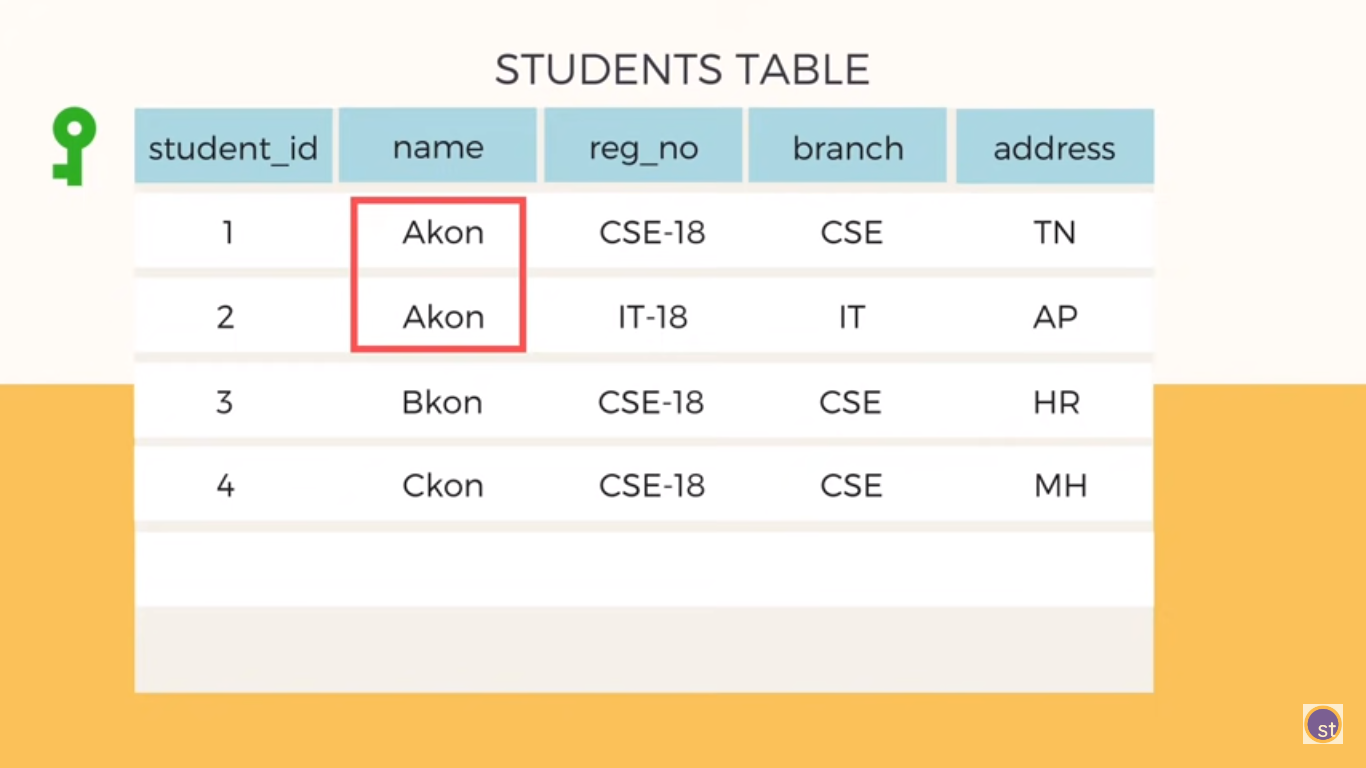 STUDENTS TABLE
student_id name reg_no branch address
1 Akon CSE-18 CSE TN
2 Akon IT-18 IT AP
3 Bkon CSE-18 CSE HR
4 Ckon CSE-18 CSE MH
st